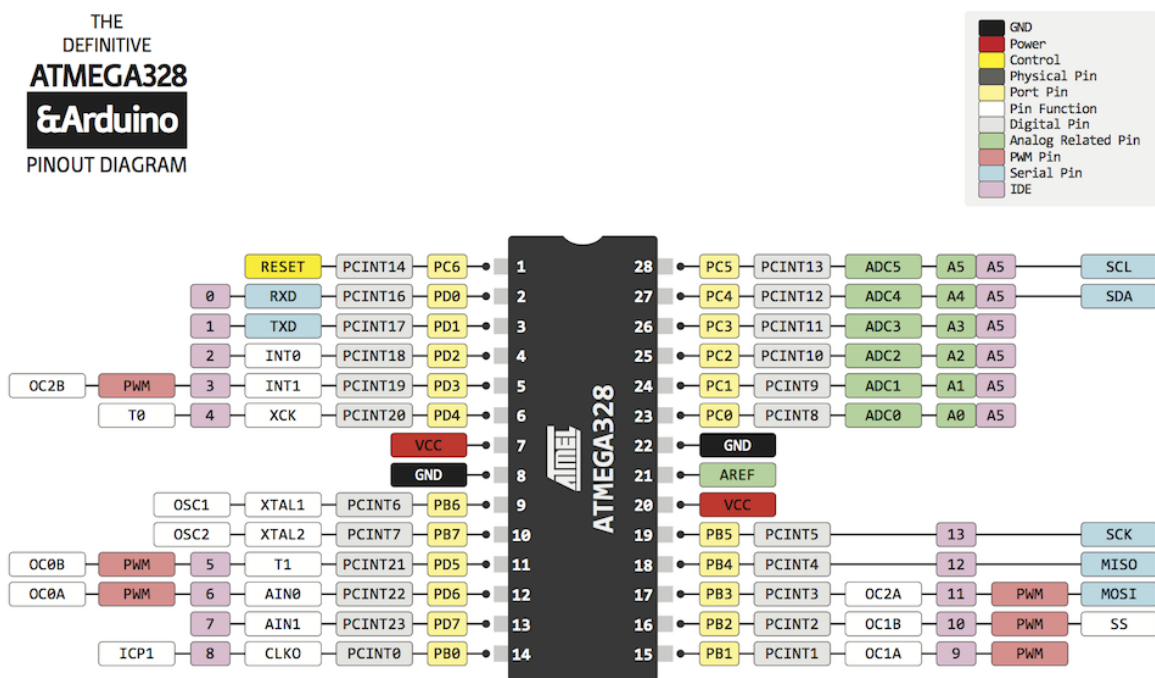 THE
DEFINITIVE
ATMEGA328
&Arduino
PINOUT DIAGRAM
GND
Power
Control
Physical Pin
Port Pin
Pin Function
Digital Pin
Analog Related Pin
PWM Pin
Serial Pin
IDE
RESET PCINT14 PC6 1 28 PC5 PCINT13 ADC5 A5 A5 SCL
0 RXD PCINT16 PD0 2 27 PC4 PCINT12 ADC4 A4 A5 SDA
1 TXD PCINT17 PD1 3 26 PC3 PCINT11 ADC3 A3 A5
2 INT0 PCINT18 PD2 4 25 PC2 PCINT10 ADC2 A2 A5
OC2B PWM 3 INT1 PCINT19 PD3 5 24 PC1 PCINT9 ADC1 A1 A5
T0 4 XCK PCINT20 PD4 6 23 PC0 PCINT8 ADC0 A0 A5
VCC 7 22 GND
GND 8 21 AREF
OSC1 XTAL1 PCINT6 PB6 9 20 VCC
OSC2 XTAL2 PCINT7 PB7 10 19 PB5 PCINT5 13 SCK
OC0B PWM 5 T1 PCINT21 PD5 11 18 PB4 PCINT4 12 MISO
OC0A PWM 6 AIN0 PCINT22 PD6 12 17 PB3 PCINT3 OC2A 11 PWM MOSI
7 AIN1 PCINT23 PD7 13 16 PB2 PCINT2 OC1B 10 PWM SS
ICP1 8 CLKO PCINT0 PB0 14 15 PB1 PCINT1 OC1A 9 PWM
ATMEL
ATMEGA328